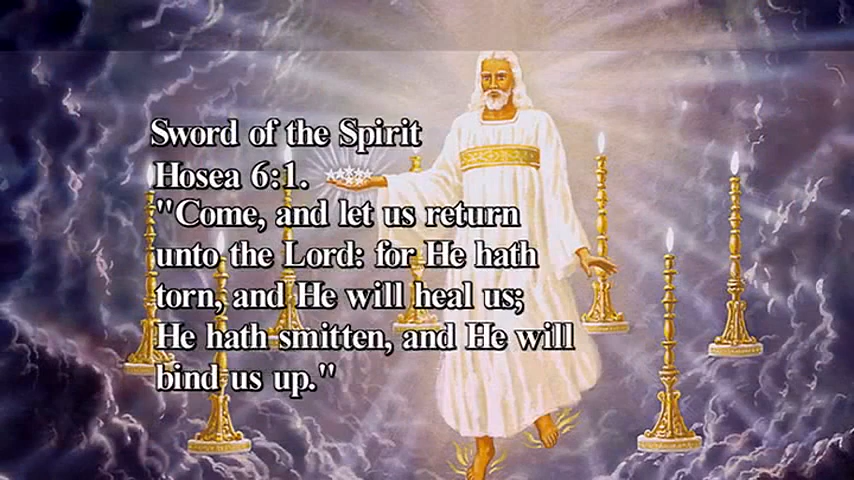 Sword of the Spirit
Hosea 6:1.
"Come, and let us return
unto the Lord: for He hath
torn, and He will heal us;
He hath smitten, and He will
bind us up."